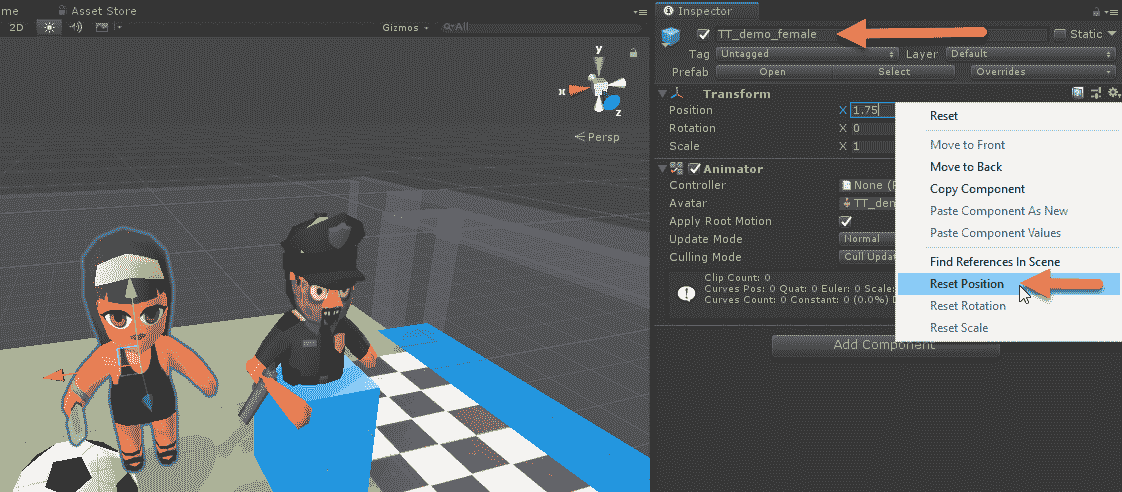 me Asset Store
2D
Gizmos All
y
x
z
Persp
Inspector
TT_demo_female Static
Tag Untagged Layer Default
Prefab Open Select Overrides
Transform
Position X 1.75
Rotation X 0
Scale X 1
Animator
Controller None (
Avatar TT_dem
Apply Root Motion
Update Mode Normal
Culling Mode Cull Updat
Clip Count: 0
Curves Pos: 0 Quat: 0 Euler: 0 Scale:
Curves Count: 0 Constant: 0 (0.0%) D
Add Component
Reset
Move to Front
Move to Back
Copy Component
Paste Component As New
Paste Component Values
Find References In Scene
Reset Position
Reset Rotation
Reset Scale